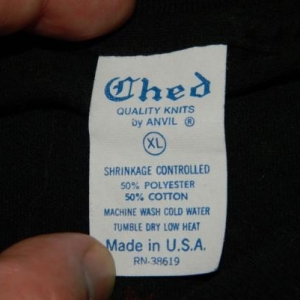 Ched
QUALITY KNITS
by ANVIL ®
XL
SHRINKAGE CONTROLLED
50% POLYESTER
50% COTTON
MACHINE WASH COLD WATER
TUMBLE DRY LOW HEAT
Made in U.S.A.
RN-38619